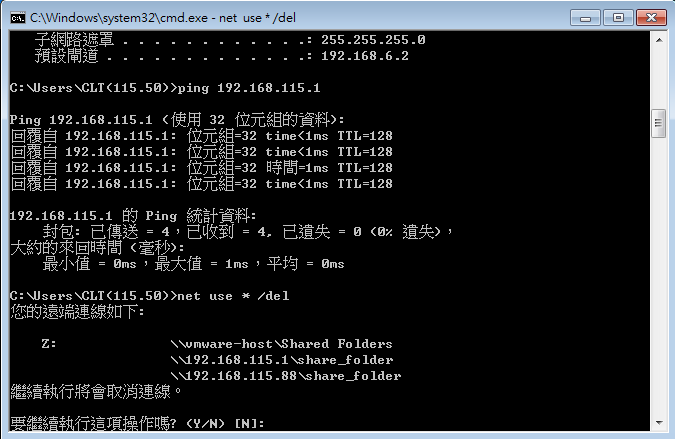 C:\Windows\system32\cmd.exe - net use * /del
子網路遮罩 . . . . . . . . . . . . .: 255.255.255.0
預設閘道 . . . . . . . . . . . . . .: 192.168.6.2
C:\Users\CLT(115.50)>ping 192.168.115.1
Ping 192.168.115.1 (使用 32 位元組的資料):
回覆自 192.168.115.1: 位元組=32 time<1ms TTL=128
回覆自 192.168.115.1: 位元組=32 time<1ms TTL=128
回覆自 192.168.115.1: 位元組=32 時間=1ms TTL=128
回覆自 192.168.115.1: 位元組=32 time<1ms TTL=128
192.168.115.1 的 Ping 統計資料:
封包: 已傳送 = 4，已收到 = 4, 已遺失 = 0 (0% 遺失)，
大約的來回時間 (毫秒):
最小值 = 0ms，最大值 = 1ms，平均 = 0ms
C:\Users\CLT(115.50)>net use * /del
您的遠端連線如下:
Z: \\vmware-host\Shared Folders
\\192.168.115.1\share_folder
\\192.168.115.88\share_folder
繼續執行將會取消連線。
要繼續執行這項操作嗎? (Y/N) [N]: